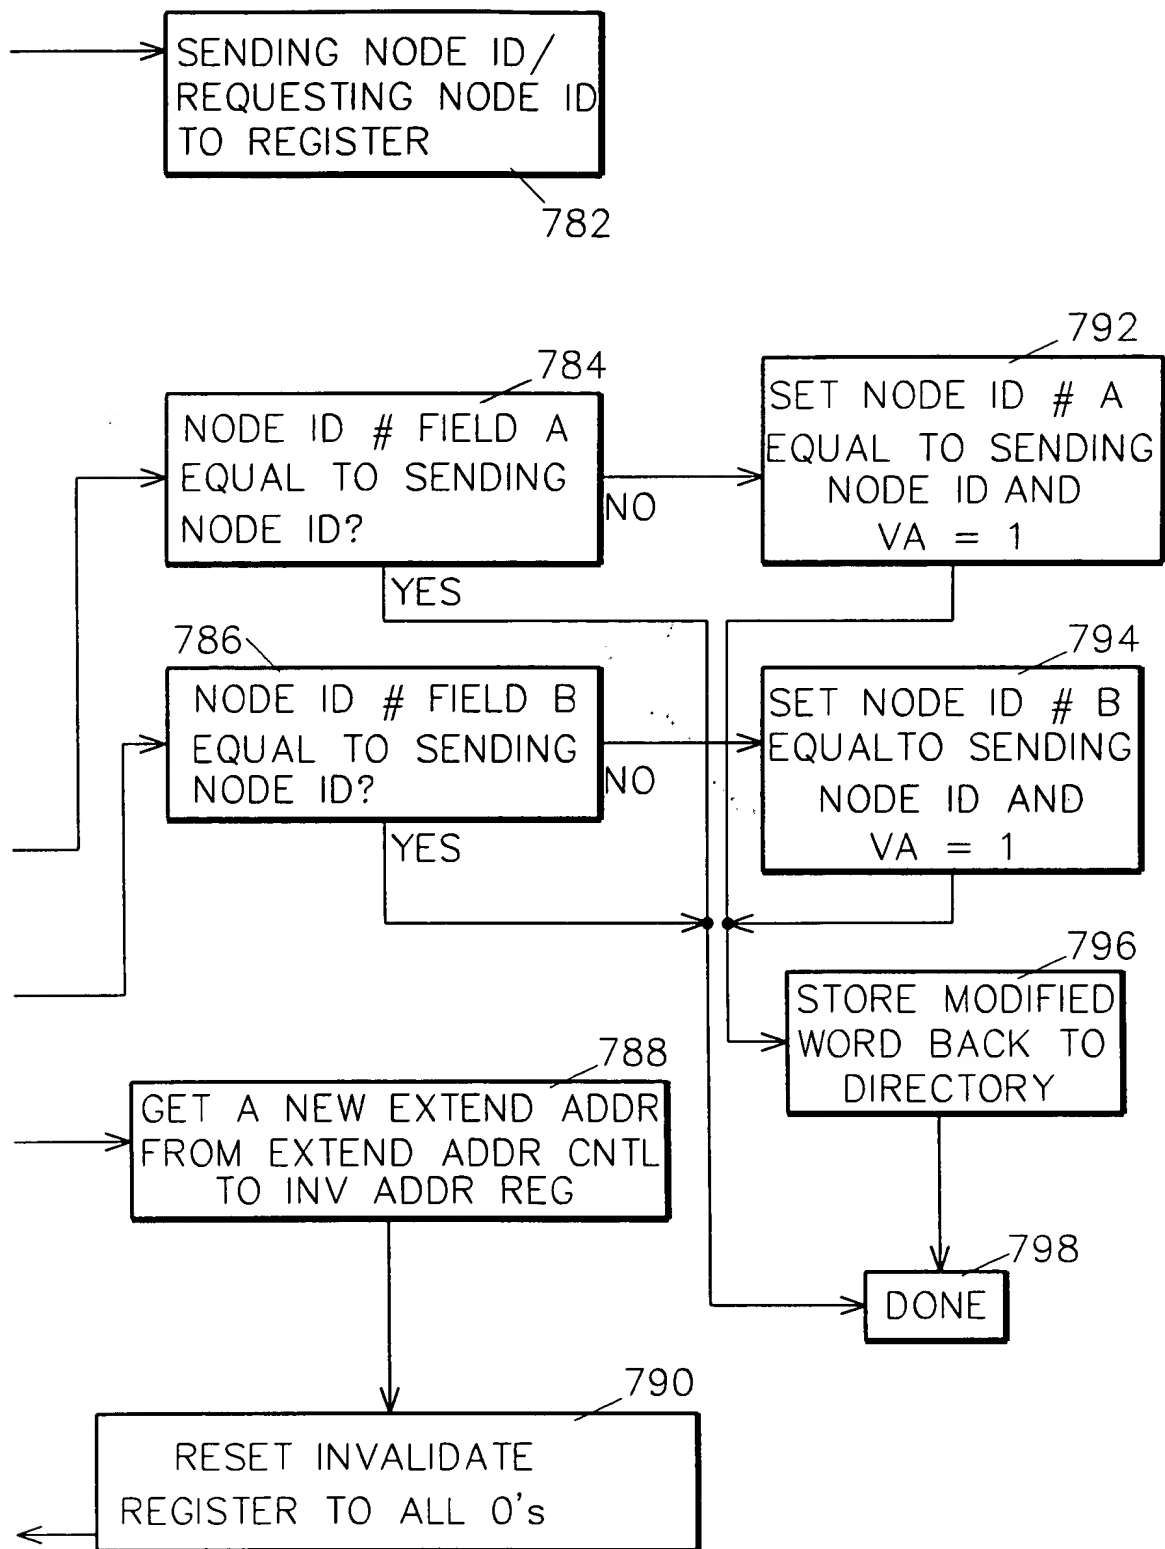 SENDING NODE ID/
REQUESTING NODE ID
TO REGISTER
782
784
NODE ID # FIELD A
EQUAL TO SENDING
NODE ID?
NO
YES
792
SET NODE ID # A
EQUAL TO SENDING
NODE ID AND
VA = 1
786
NODE ID # FIELD B
EQUAL TO SENDING
NODE ID?
NO
YES
794
SET NODE ID # B
EQUALTO SENDING
NODE ID AND
VA = 1
796
STORE MODIFIED
WORD BACK TO
DIRECTORY
788
GET A NEW EXTEND ADDR
FROM EXTEND ADDR CNTL
TO INV ADDR REG
798
DONE
790
RESET INVALIDATE
REGISTER TO ALL 0's